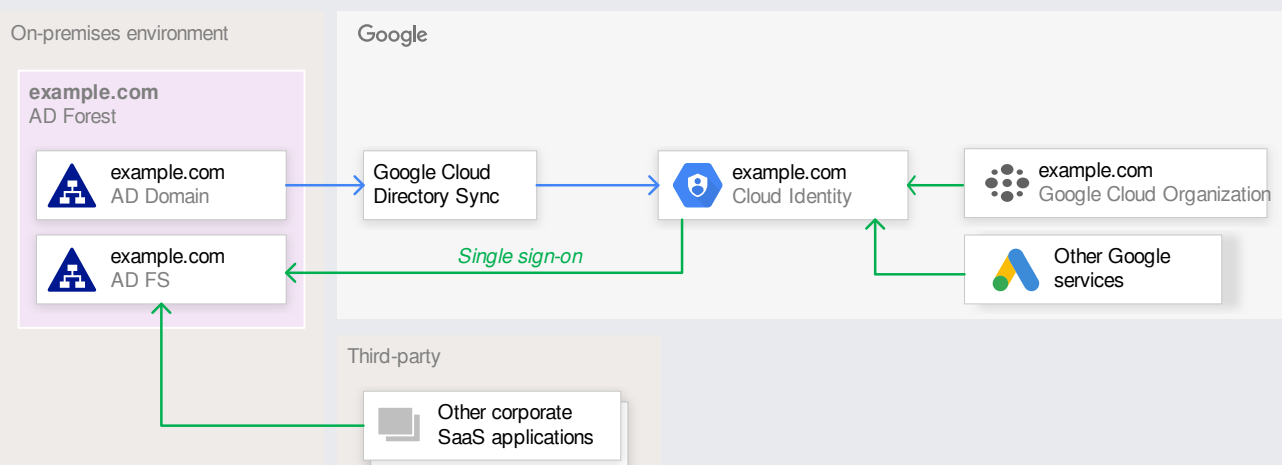 On-premises environment
Google
example.com
AD Forest
example.com
AD Domain
Google Cloud
Directory Sync
example.com
Cloud Identity
example.com
Google Cloud Organization
example.com
AD FS
Single sign-on
Other Google
services
Third-party
Other corporate
SaaS applications